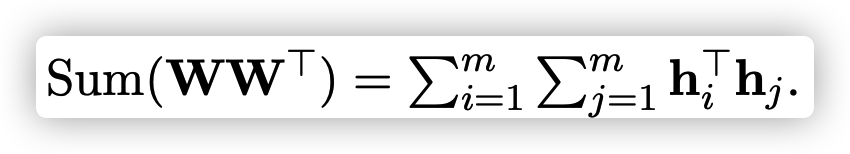 Sum(𝐖𝐖^⊤) = ∑_{i=1}^{m} ∑_{j=1}^{m} 𝐡_i^⊤ 𝐡_j.